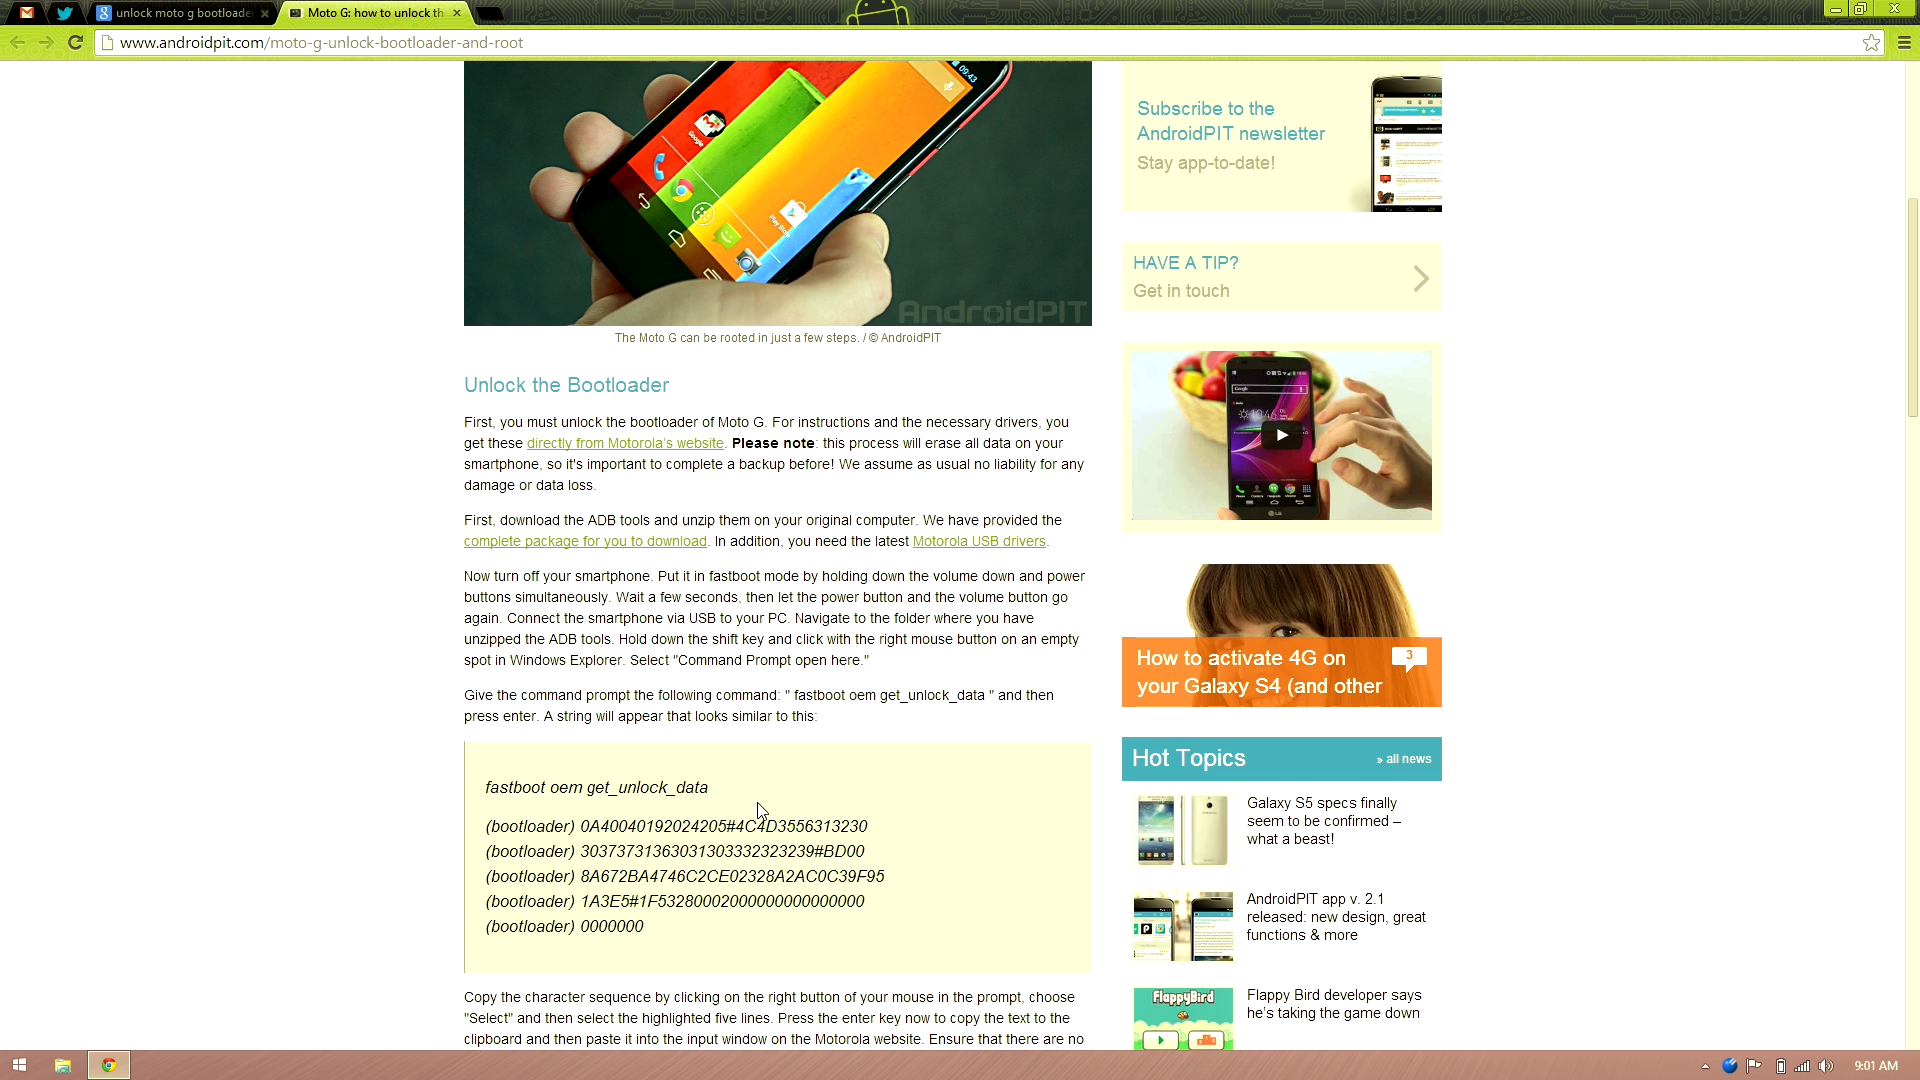 unlock moto g bootloade
Moto G: how to unlock th
www.androidpit.com/moto-g-unlock-bootloader-and-root
09:43
Google
Play Store
AndroidPIT
The Moto G can be rooted in just a few steps. / © AndroidPIT
Unlock the Bootloader
First, you must unlock the bootloader of Moto G. For instructions and the necessary drivers, you
get these directly from Motorola's website. Please note: this process will erase all data on your
smartphone, so it's important to complete a backup before! We assume as usual no liability for any
damage or data loss.
First, download the ADB tools and unzip them on your original computer. We have provided the
complete package for you to download. In addition, you need the latest Motorola USB drivers.
Now turn off your smartphone. Put it in fastboot mode by holding down the volume down and power
buttons simultaneously. Wait a few seconds, then let the power button and the volume button go
again. Connect the smartphone via USB to your PC. Navigate to the folder where you have
unzipped the ADB tools. Hold down the shift key and click with the right mouse button on an empty
spot in Windows Explorer. Select "Command Prompt open here."
Give the command prompt the following command: " fastboot oem get_unlock_data " and then
press enter. A string will appear that looks similar to this:
fastboot oem get_unlock_data
(bootloader) 0A40040192024205#4C4D3556313230
(bootloader) 30373731363031303332323239#BD00
(bootloader) 8A672BA4746C2CE02328A2AC0C39F95
(bootloader) 1A3E5#1F53280002000000000000000
(bootloader) 0000000
Copy the character sequence by clicking on the right button of your mouse in the prompt, choose
"Select" and then select the highlighted five lines. Press the enter key now to copy the text to the
clipboard and then paste it into the input window on the Motorola website. Ensure that there are no
Subscribe to the
AndroidPIT newsletter
Stay app-to-date!
HAVE A TIP?
Get in touch
Google
LG
How to activate 4G on
your Galaxy S4 (and other
3
Hot Topics
» all news
Galaxy S5 specs finally
seem to be confirmed –
what a beast!
AndroidPIT app v. 2.1
released: new design, great
functions & more
FlappyBird
Flappy Bird developer says
he's taking the game down
9:01 AM